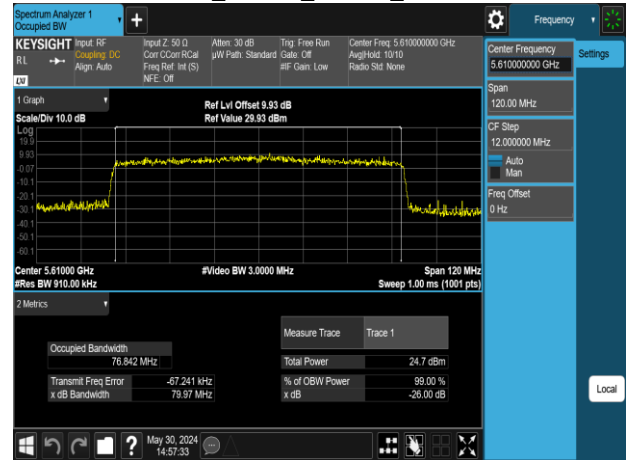 Spectrum Analyzer 1
Occupied BW
Frequency
KEYSIGHT
RL
LXI
Input: RF
Coupling: DC
Align: Auto
Input Z: 50 Ω
Corr CCorr RCal
Freq Ref: Int (S)
NFE: Off
Atten: 30 dB
µW Path: Standard
Trig: Free Run
Gate: Off
#IF Gain: Low
Center Freq: 5.610000000 GHz
Avg|Hold: 10/10
Radio Std: None
Center Frequency
5.610000000 GHz
Settings
Span
120.00 MHz
CF Step
12.000000 MHz
Auto
Man
Freq Offset
0 Hz
Local
1 Graph
Scale/Div 10.0 dB
Ref Lvl Offset 9.93 dB
Ref Value 29.93 dBm
Log
19.9
9.93
-0.07
-10.1
-20.1
-30.1
-40.1
-50.1
-60.1
Center 5.61000 GHz
#Video BW 3.0000 MHz
Span 120 MHz
#Res BW 910.00 kHz
Sweep 1.00 ms (1001 pts)
2 Metrics
Measure Trace Trace 1
Occupied Bandwidth
76.842 MHz
Total Power 24.7 dBm
Transmit Freq Error -67.241 kHz
% of OBW Power 99.00 %
x dB Bandwidth 79.97 MHz
x dB -26.00 dB
May 30, 2024
14:57:33